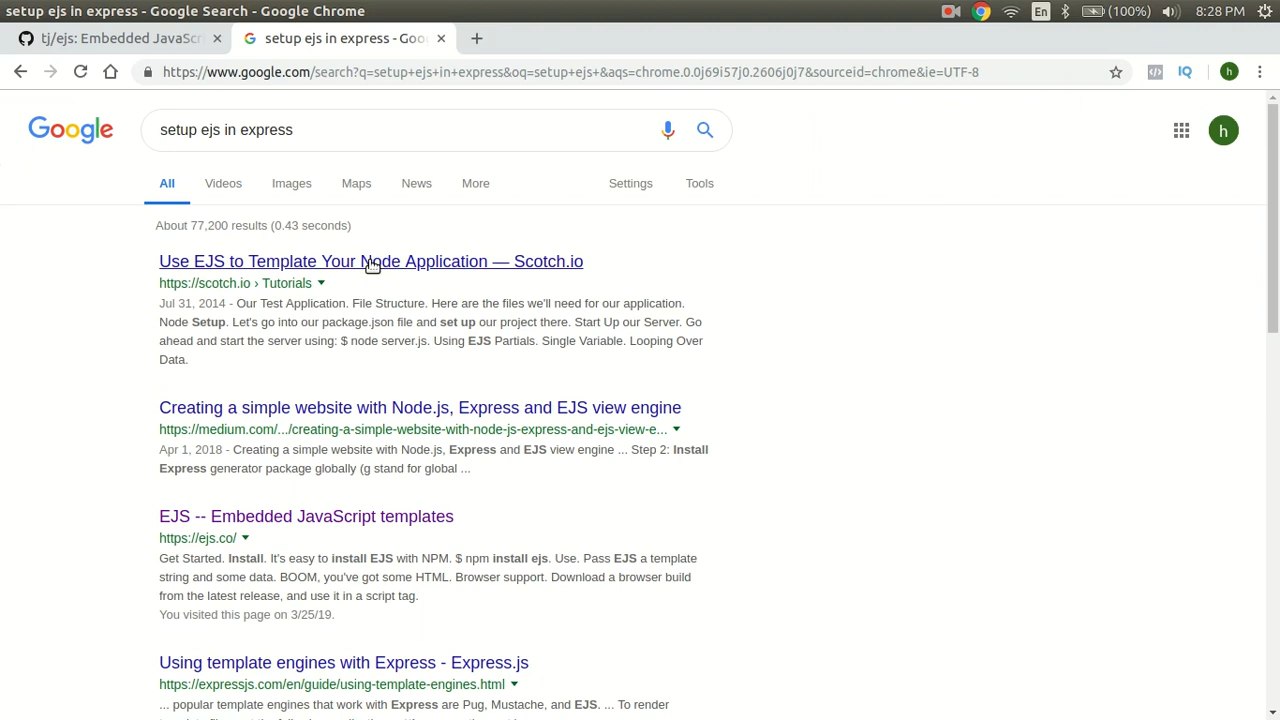 setup ejs in express - Google Search - Google Chrome
En
(100%)
8:28 PM
tj/ejs: Embedded JavaScri
setup ejs in express - Goo
https://www.google.com/search?q=setup+ejs+in+express&oq=setup+ejs+&aqs=chrome.0.0j69i57j0.2606j0j7&sourceid=chrome&ie=UTF-8
IQ
h
Google
setup ejs in express
h
All
Videos
Images
Maps
News
More
Settings
Tools
About 77,200 results (0.43 seconds)
Use EJS to Template Your Node Application — Scotch.io
https://scotch.io › Tutorials
Jul 31, 2014 - Our Test Application. File Structure. Here are the files we'll need for our application.
Node Setup. Let's go into our package.json file and set up our project there. Start Up our Server. Go
ahead and start the server using: $ node server.js. Using EJS Partials. Single Variable. Looping Over
Data.
Creating a simple website with Node.js, Express and EJS view engine
https://medium.com/.../creating-a-simple-website-with-node-js-express-and-ejs-view-e...
Apr 1, 2018 - Creating a simple website with Node.js, Express and EJS view engine ... Step 2: Install
Express generator package globally (g stand for global ...
EJS -- Embedded JavaScript templates
https://ejs.co/
Get Started. Install. It's easy to install EJS with NPM. $ npm install ejs. Use. Pass EJS a template
string and some data. BOOM, you've got some HTML. Browser support. Download a browser build
from the latest release, and use it in a script tag.
You visited this page on 3/25/19.
Using template engines with Express - Express.js
https://expressjs.com/en/guide/using-template-engines.html
... popular template engines that work with Express are Pug, Mustache, and EJS. ... To render